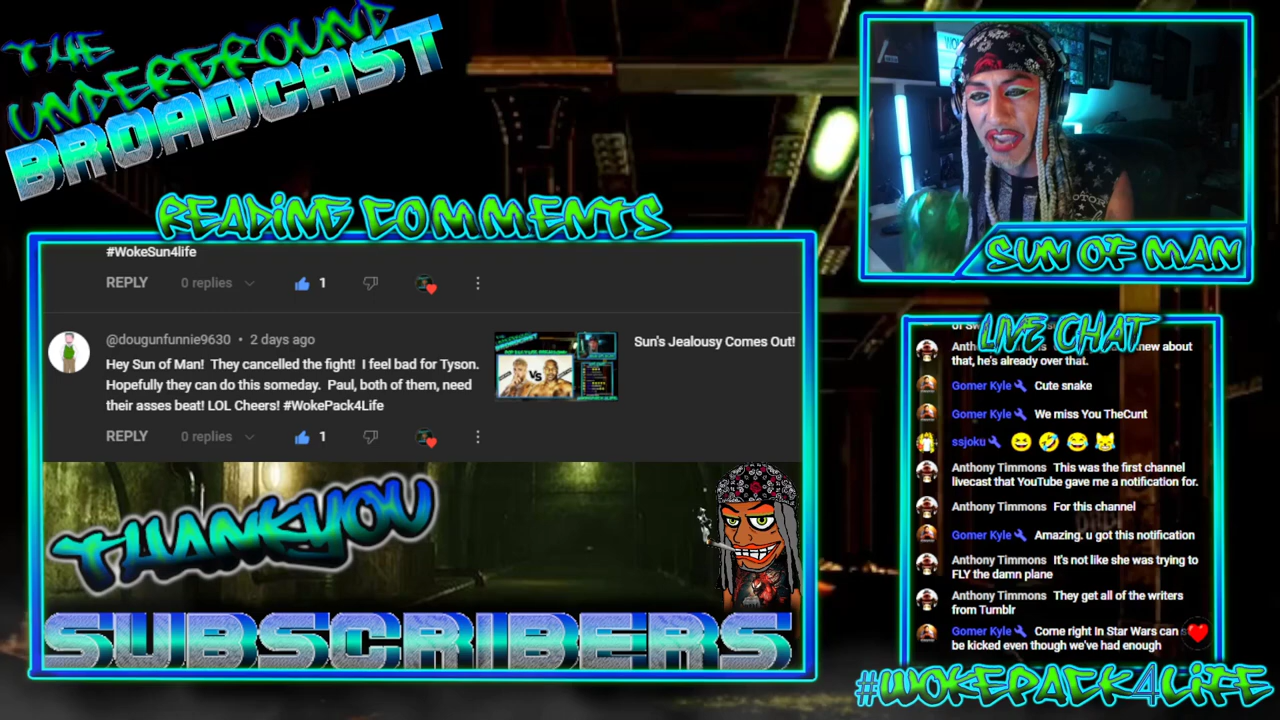 THE
UNDERGROUND
BROADCAST
READING COMMENTS
#WokeSun4life
REPLY 0 replies 1
@dougunfunnie9630 • 2 days ago
Hey Sun of Man! They cancelled the fight! I feel bad for Tyson.
Hopefully they can do this someday. Paul, both of them, need
their asses beat! LOL Cheers! #WokePack4Life
REPLY 0 replies 1
VS
Sun's Jealousy Comes Out!
THANKYOU
SUBSCRIBERS
SUN OF MAN
LIVE CHAT
Anth new about
that, he's already over that.
Gomer Kyle Cute snake
Gomer Kyle We miss You TheCunt
ssjoku 😆 🤣 😂 😹
Anthony Timmons This was the first channel
livecast that YouTube gave me a notification for.
Anthony Timmons For this channel
Gomer Kyle Amazing. u got this notification
Anthony Timmons It's not like she was trying to
FLY the damn plane
Anthony Timmons They get all of the writers
from Tumblr
Gomer Kyle Come right In Star Wars can
be kicked even though we've had enough
#WOKEPACK4LIFE